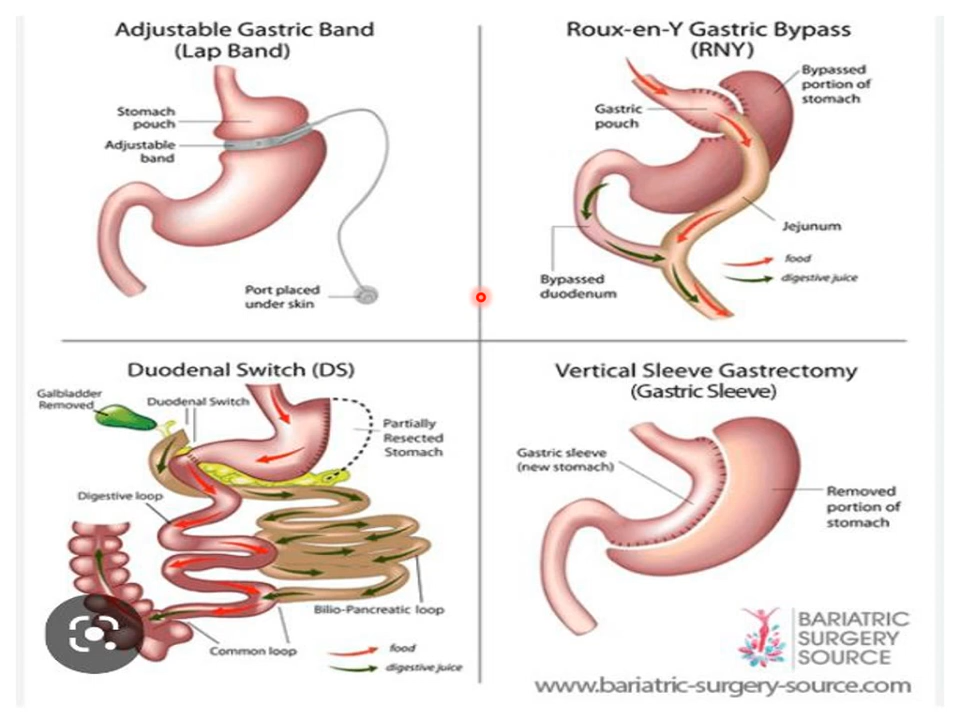 Adjustable Gastric Band
(Lap Band)
Stomach
pouch
Adjustable
band
Port placed
under skin
Roux-en-Y Gastric Bypass
(RNY)
Bypassed
portion of
stomach
Gastric
pouch
Jejunum
food
digestive juice
Bypassed
duodenum
Duodenal Switch (DS)
Galbladder
Removed
Duodenal Switch
Partially
Resected
Stomach
Digestive loop
Bilio-Pancreatic loop
Common loop
food
digestive juice
Vertical Sleeve Gastrectomy
(Gastric Sleeve)
Gastric sleeve
(new stomach)
Removed
portion of
stomach
BARIATRIC
SURGERY
SOURCE
www.bariatric-surgery-source.com